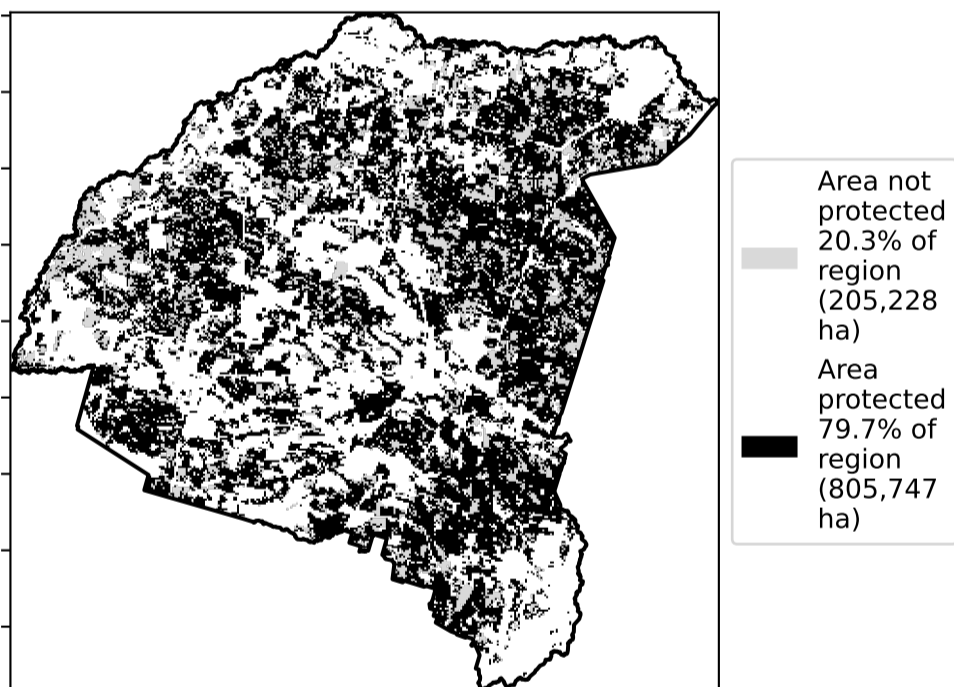 Area not
protected
20.3% of
region
(205,228
ha)
Area
protected
79.7% of
region
(805,747
ha)